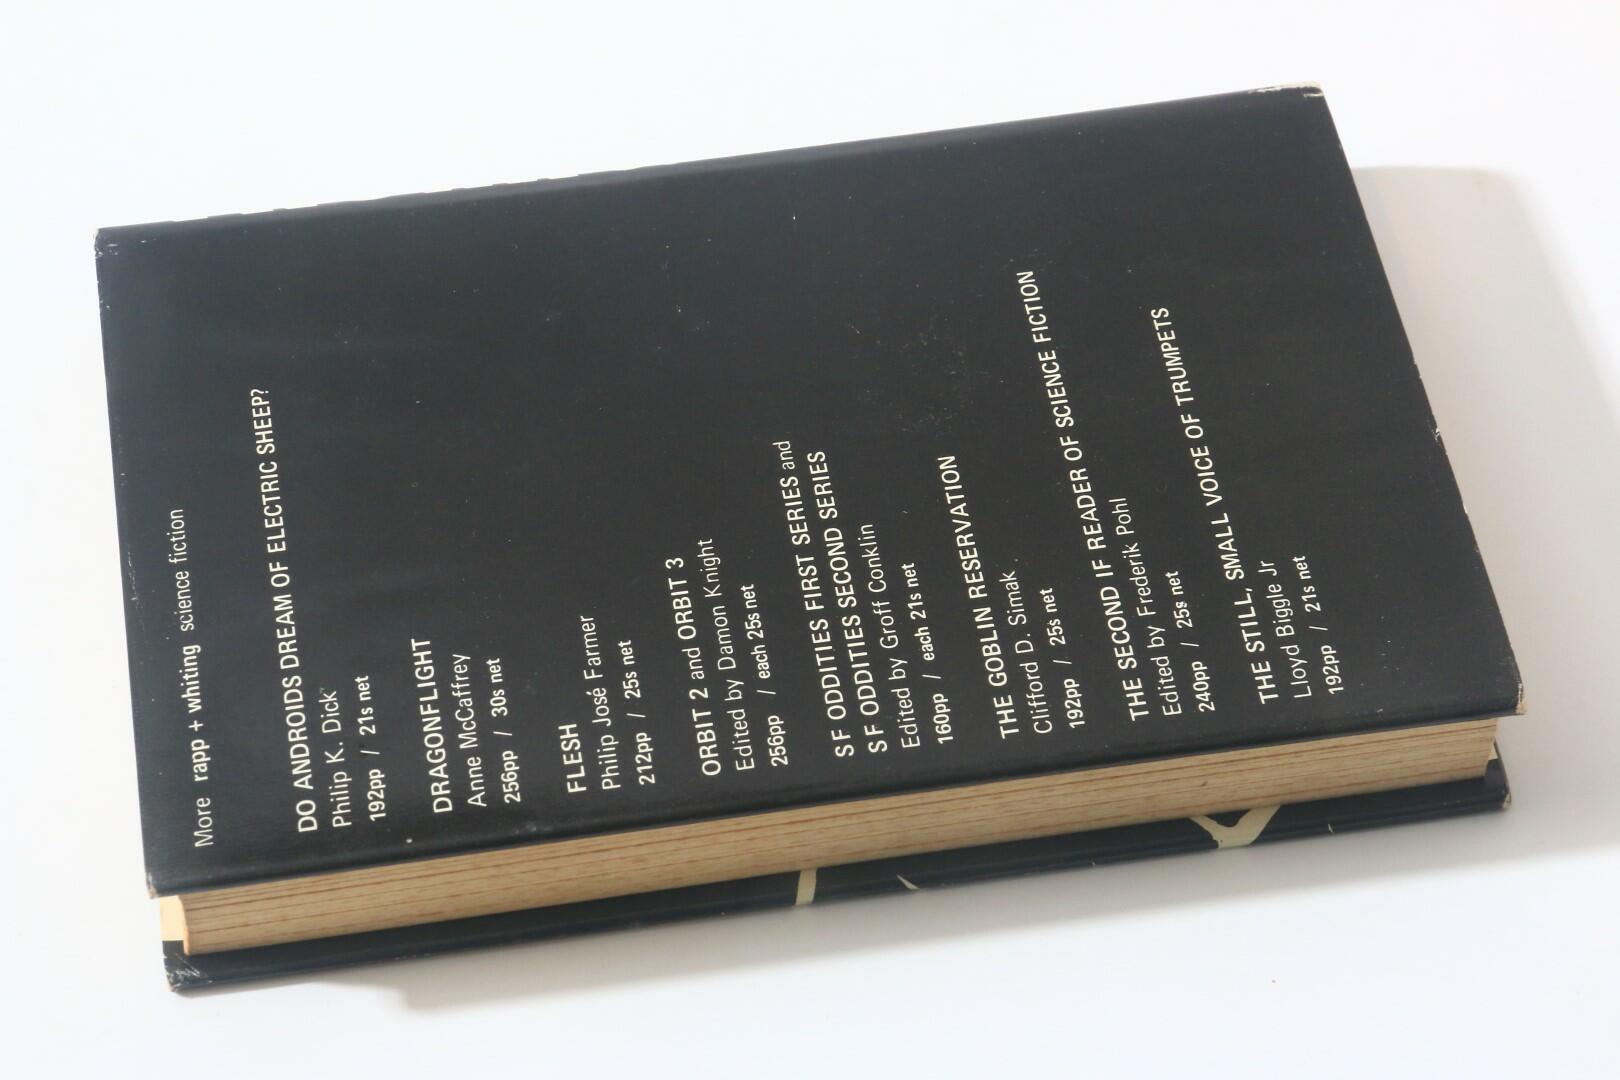 More rapp + whiting science fiction
DO ANDROIDS DREAM OF ELECTRIC SHEEP?
Philip K. Dick
192pp / 21s net
DRAGONFLIGHT
Anne McCaffrey
256pp / 30s net
FLESH
Philip José Farmer
212pp / 25s net
ORBIT 2 and ORBIT 3
Edited by Damon Knight
256pp / each 25s net
SF ODDITIES FIRST SERIES and
SF ODDITIES SECOND SERIES
Edited by Groff Conklin
160pp / each 21s net
THE GOBLIN RESERVATION
Clifford D. Simak
192pp / 25s net
THE SECOND IF READER OF SCIENCE FICTION
Edited by Frederik Pohl
240pp / 25s net
THE STILL, SMALL VOICE OF TRUMPETS
Lloyd Biggle Jr
192pp / 21s net